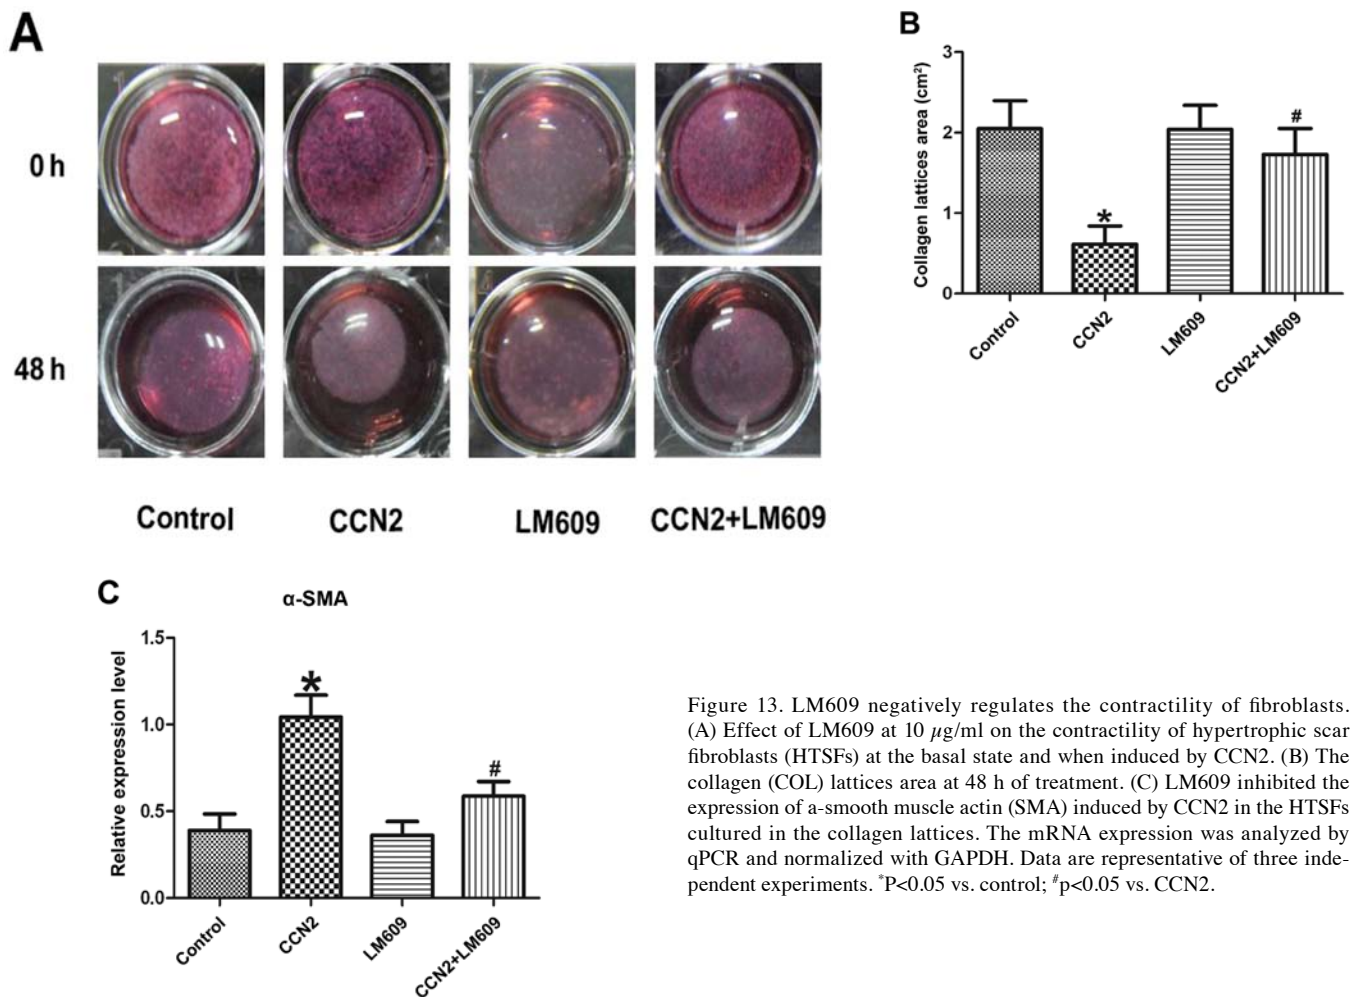 A
0 h
48 h
Control
CCN2
LM609
CCN2+LM609
B
Collagen lattices area (cm²)
3
2
1
0
*
#
Control
CCN2
LM609
CCN2+LM609
C
α-SMA
Relative expression level
1.5
1.0
0.5
0.0
*
#
Control
CCN2
LM609
CCN2+LM609
Figure 13. LM609 negatively regulates the contractility of fibroblasts.
(A) Effect of LM609 at 10 µg/ml on the contractility of hypertrophic scar
fibroblasts (HTSFs) at the basal state and when induced by CCN2. (B) The
collagen (COL) lattices area at 48 h of treatment. (C) LM609 inhibited the
expression of a-smooth muscle actin (SMA) induced by CCN2 in the HTSFs
cultured in the collagen lattices. The mRNA expression was analyzed by
qPCR and normalized with GAPDH. Data are representative of three inde-
pendent experiments. *P<0.05 vs. control; #p<0.05 vs. CCN2.